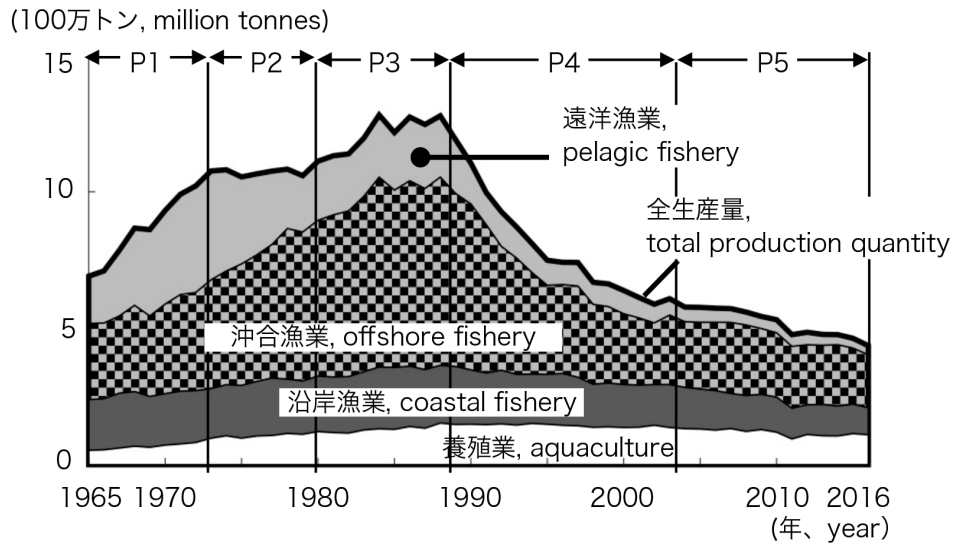 (100万トン, million tonnes)
15
P1
P2
P3
P4
P5
遠洋漁業,
pelagic fishery
10
全生産量,
total production quantity
5
沖合漁業, offshore fishery
沿岸漁業, coastal fishery
養殖業, aquaculture
0
1965 1970 1980 1990 2000 2010 2016
(年、year)